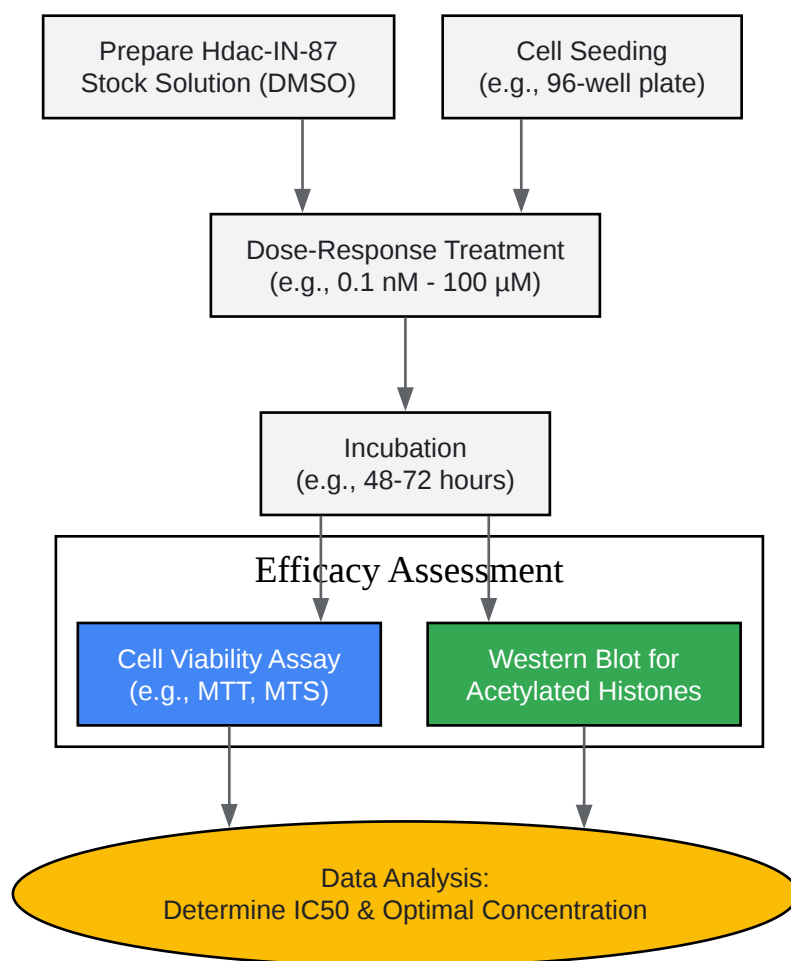 Prepare Hdac-IN-87
Stock Solution (DMSO)
Cell Seeding
(e.g., 96-well plate)
Dose-Response Treatment
(e.g., 0.1 nM - 100 µM)
Incubation
(e.g., 48-72 hours)
Efficacy Assessment
Cell Viability Assay
(e.g., MTT, MTS)
Western Blot for
Acetylated Histones
Data Analysis:
Determine IC50 & Optimal Concentration